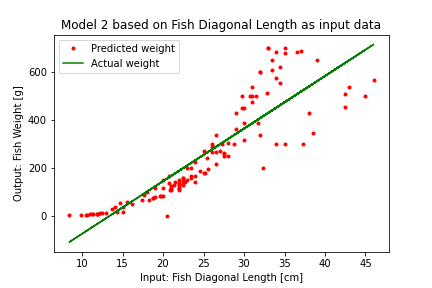 Model 2 based on Fish Diagonal Length as input data
Predicted weight
Actual weight
600
400
200
0
Output: Fish Weight [g]
10 15 20 25 30 35 40 45
Input: Fish Diagonal Length [cm]